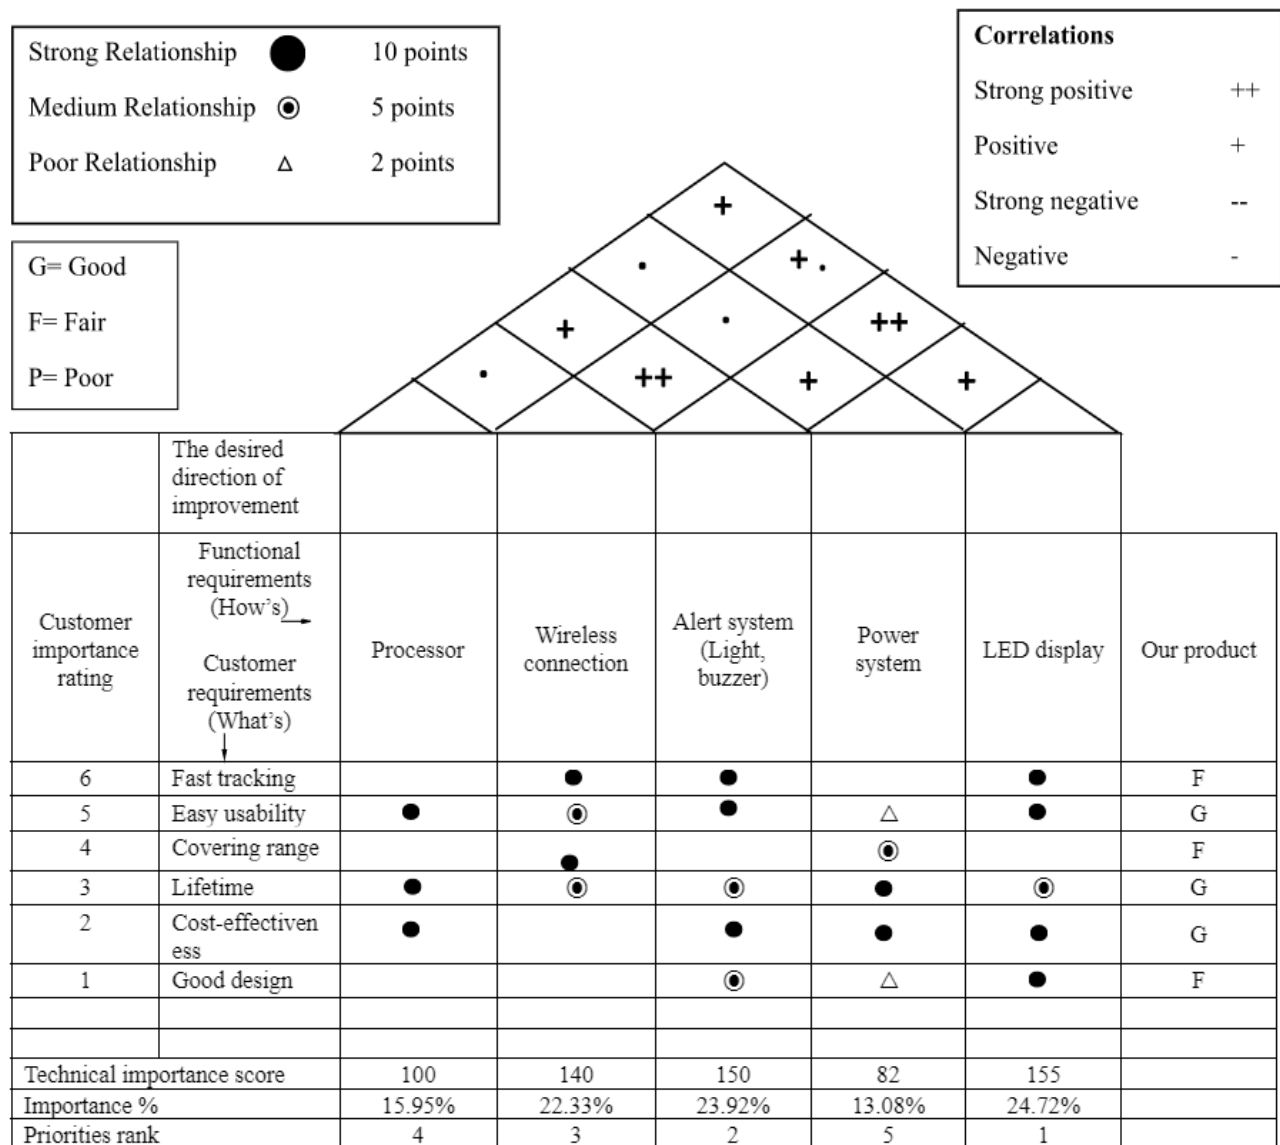 Strong Relationship ● 10 points
Medium Relationship ◉ 5 points
Poor Relationship △ 2 points
G= Good
F= Fair
P= Poor
Correlations
Strong positive ++
Positive +
Strong negative --
Negative -
+
. + .
+ . ++
. ++ + +
The desired
direction of
improvement
Customer
importance
rating
Functional
requirements
(How's)
Customer
requirements
(What's)
Processor
Wireless
connection
Alert system
(Light,
buzzer)
Power
system
LED display
Our product
6 Fast tracking ● ● ● F
5 Easy usability ● ◉ ● △ ● G
4 Covering range ● ◉ F
3 Lifetime ● ◉ ◉ ● ◉ G
2 Cost-effectiven
ess ● ● ● ● G
1 Good design ◉ △ ● F
Technical importance score 100 140 150 82 155
Importance % 15.95% 22.33% 23.92% 13.08% 24.72%
Priorities rank 4 3 2 5 1